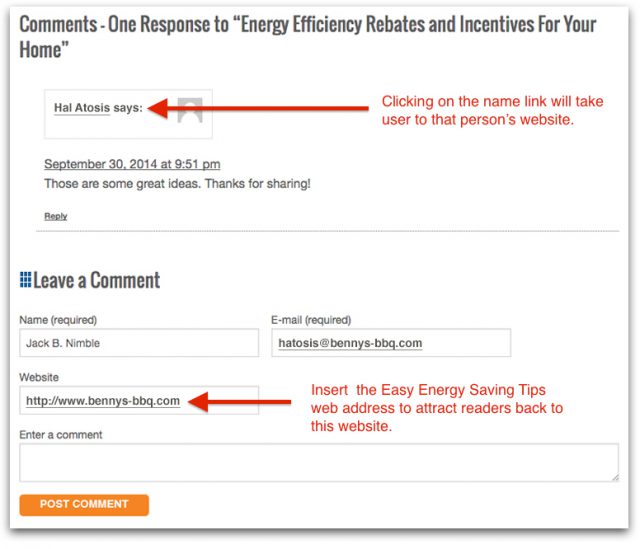 Comments - One Response to “Energy Efficiency Rebates and Incentives For Your
Home”
Hal Atosis says:
Clicking on the name link will take
user to that person’s website.
September 30, 2014 at 9:51 pm
Those are some great ideas. Thanks for sharing!
Reply
Leave a Comment
Name (required)
E-mail (required)
Jack B. Nimble
hatosis@bennys-bbq.com
Website
http://www.bennys-bbq.com
Insert the Easy Energy Saving Tips
web address to attract readers back to
this website.
Enter a comment
POST COMMENT